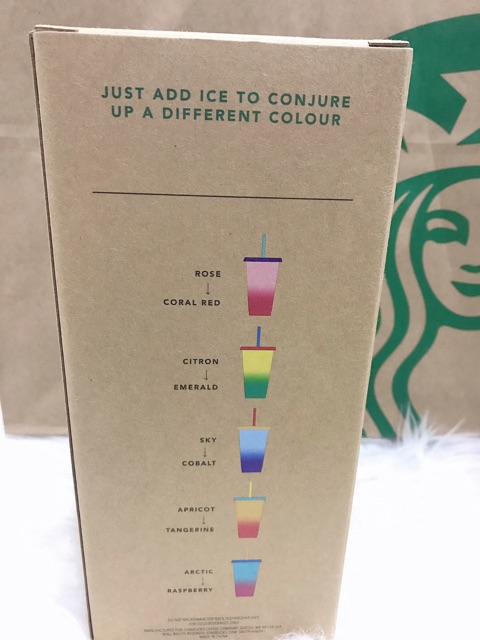 JUST ADD ICE TO CONJURE
UP A DIFFERENT COLOUR
ROSE
↓
CORAL RED
CITRON
↓
EMERALD
SKY
↓
COBALT
APRICOT
↓
TANGERINE
ARCTIC
↓
RASPBERRY